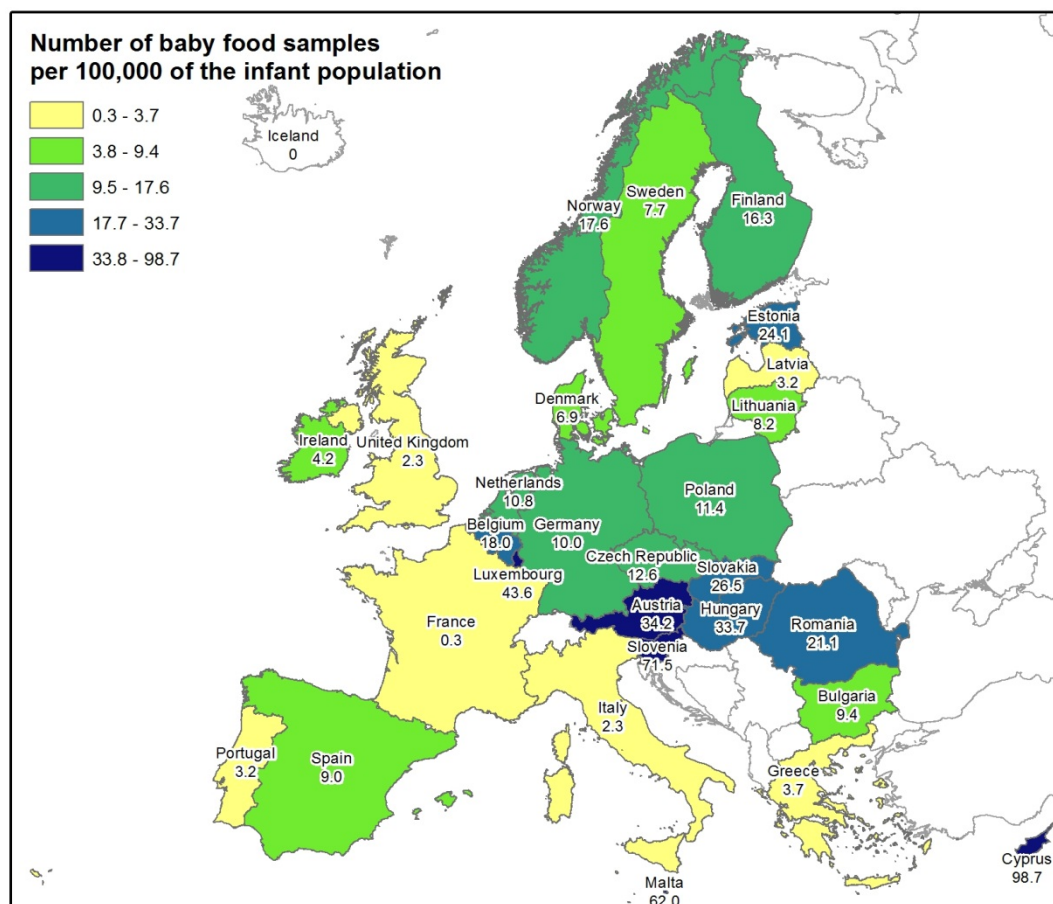 Number of baby food samples
per 100,000 of the infant population
0.3 - 3.7
3.8 - 9.4
9.5 - 17.6
17.7 - 33.7
33.8 - 98.7
Iceland
0
Norway
17.6
Sweden
7.7
Finland
16.3
Estonia
24.1
Latvia
3.2
Lithuania
8.2
Denmark
6.9
Ireland
4.2
United Kingdom
2.3
Netherlands
10.8
Poland
11.4
Belgium
18.0
Germany
10.0
Czech Republic
12.6
Slovakia
26.5
Luxembourg
43.6
Austria
34.2
Hungary
33.7
France
0.3
Slovenia
71.5
Romania
21.1
Bulgaria
9.4
Italy
2.3
Portugal
3.2
Spain
9.0
Greece
3.7
Cyprus
98.7
Malta
62.0